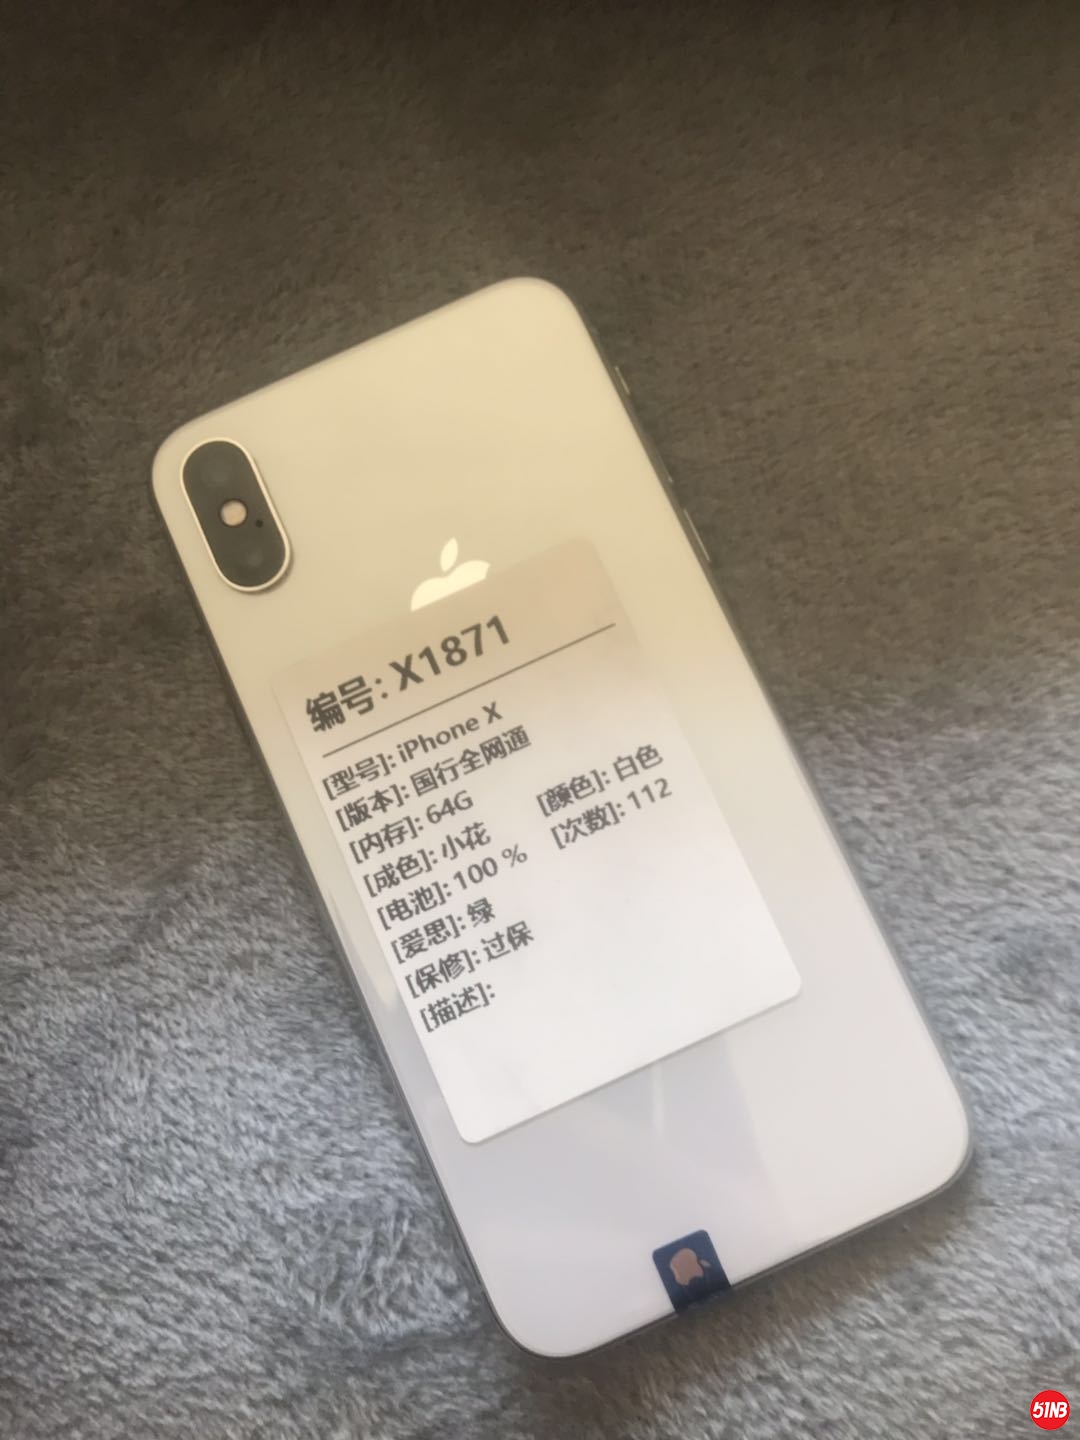 编号: X1871
[型号]: iPhone X
[版本]: 国行全网通
[内存]: 64G [颜色]: 白色
[成色]: 小花 [次数]: 112
[电池]: 100 %
[爱思]: 绿
[保修]: 过保
[描述]:
51NB